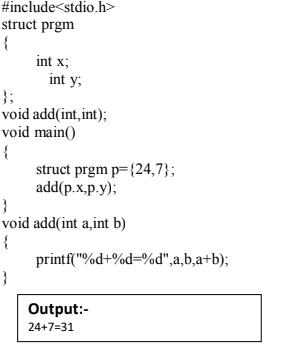 #include<stdio.h>
struct prgm
{
int x;
int y;
};
void add(int,int);
void main()
{
struct prgm p={24,7};
add(p.x,p.y);
}
void add(int a,int b)
{
printf("%d+%d=%d",a,b,a+b);
}
Output:-
24+7=31